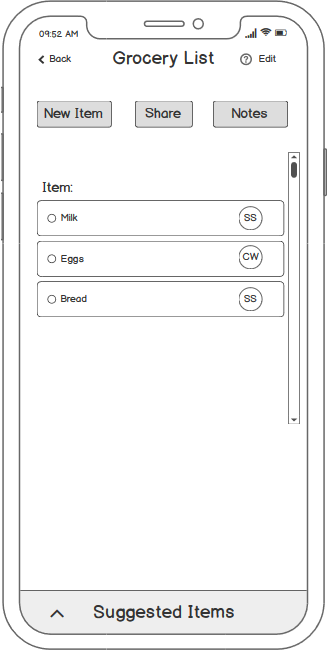 09:52 AM
Back
Grocery List
? Edit
New Item
Share
Notes
Item:
Milk
SS
Eggs
CW
Bread
SS
Suggested Items